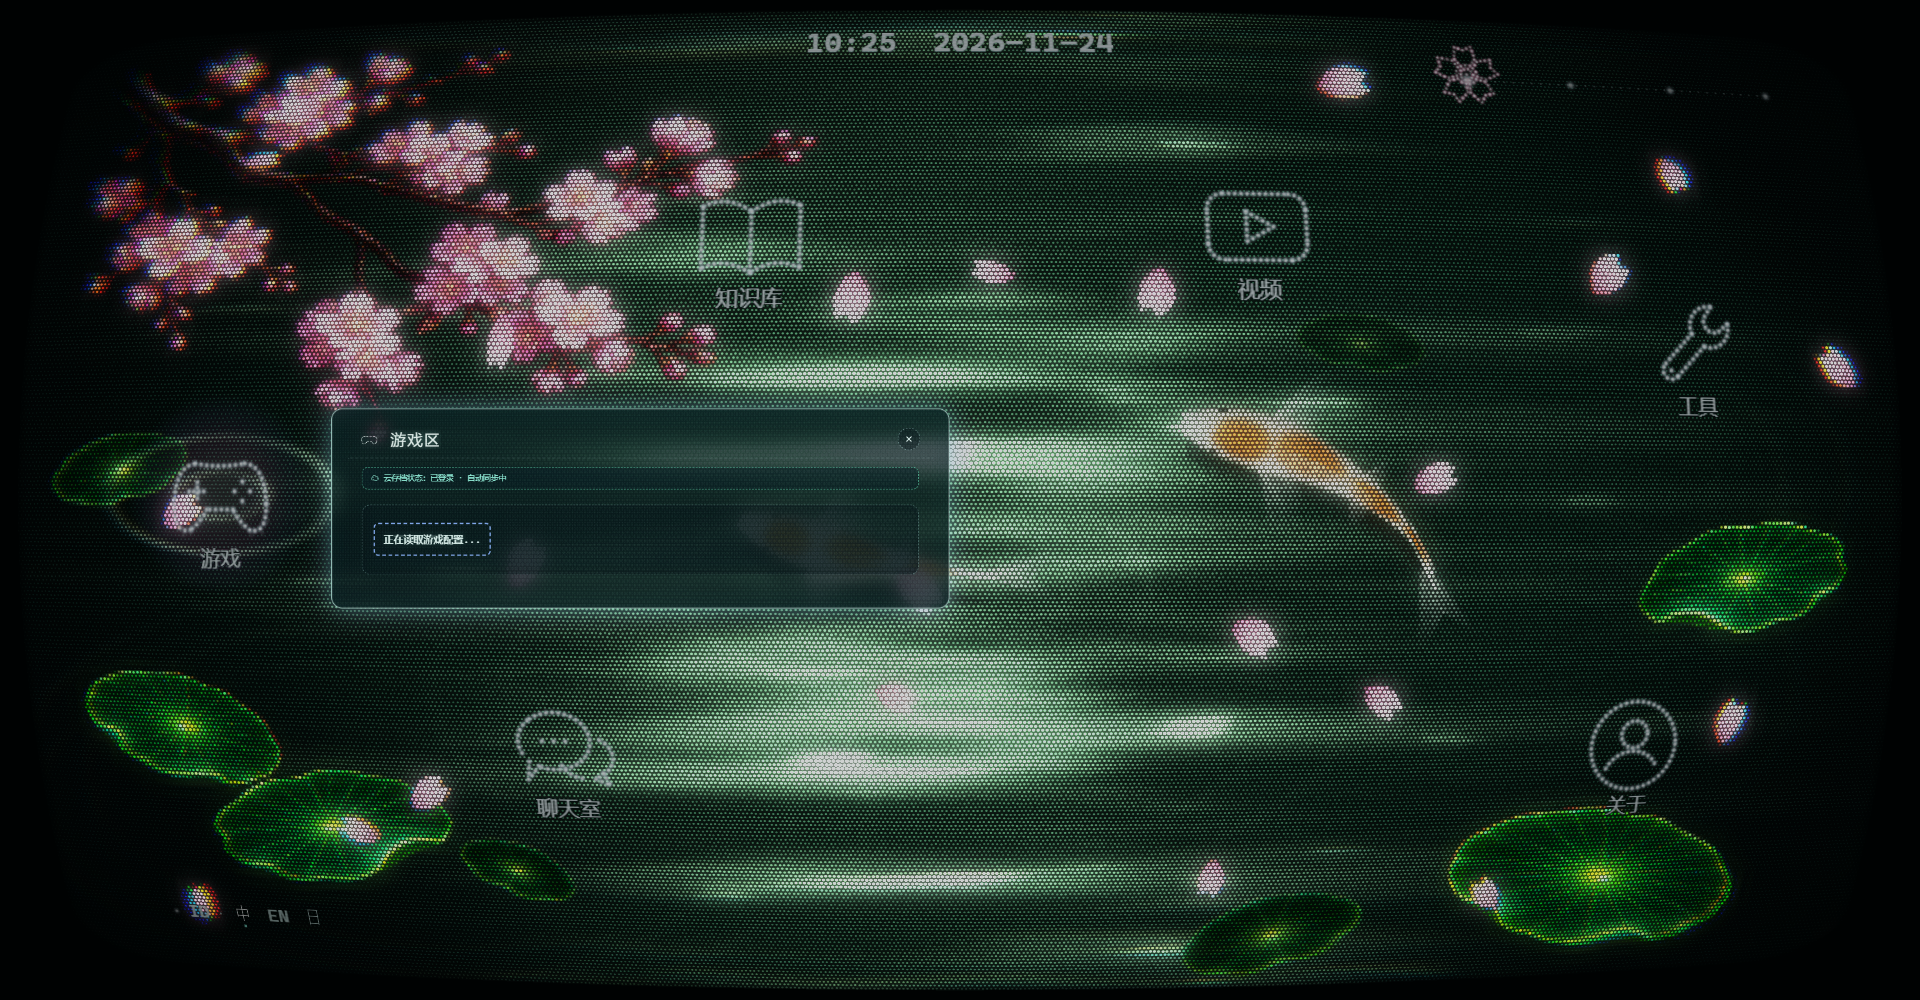 10:25 2026-11-24
知识库
视频
工具
游戏区
×
云存档状态: 已登录 · 自动同步中
正在读取游戏配置...
游戏
聊天室
关于
中 EN 日